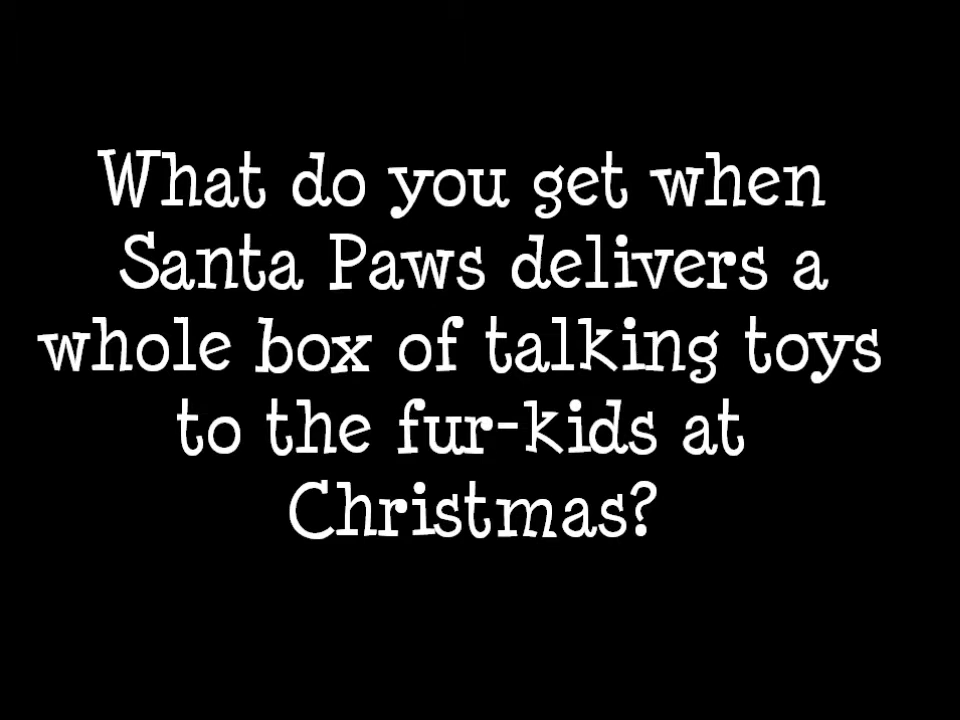 What do you get when
Santa Paws delivers a
whole box of talking toys
to the fur-kids at
Christmas?